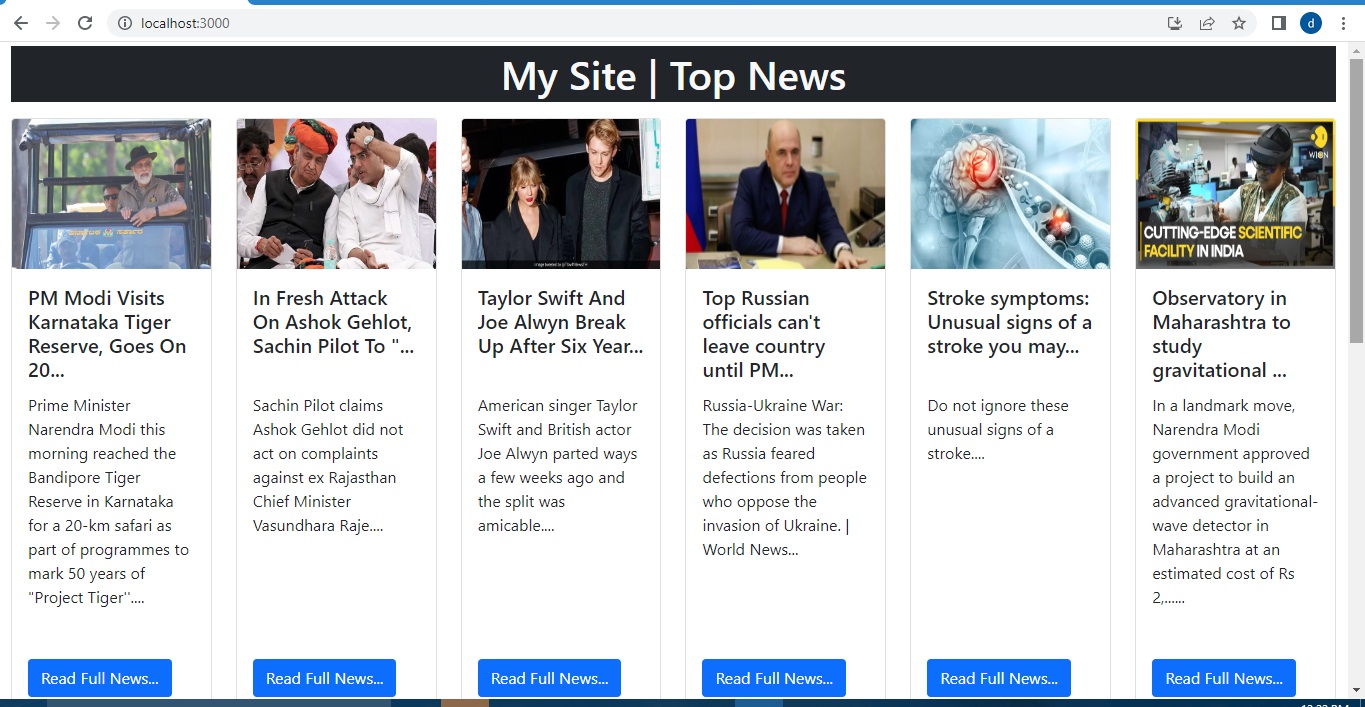 localhost:3000
d
My Site | Top News
WION
CUTTING-EDGE SCIENTIFIC
FACILITY IN INDIA
PM Modi Visits
Karnataka Tiger
Reserve, Goes On
20...
Prime Minister
Narendra Modi this
morning reached the
Bandipore Tiger
Reserve in Karnataka
for a 20-km safari as
part of programmes to
mark 50 years of
"Project Tiger"....
Read Full News...
In Fresh Attack
On Ashok Gehlot,
Sachin Pilot To "...
Sachin Pilot claims
Ashok Gehlot did not
act on complaints
against ex Rajasthan
Chief Minister
Vasundhara Raje....
Read Full News...
Taylor Swift And
Joe Alwyn Break
Up After Six Year...
American singer Taylor
Swift and British actor
Joe Alwyn parted ways
a few weeks ago and
the split was
amicable....
Read Full News...
Top Russian
officials can't
leave country
until PM...
Russia-Ukraine War:
The decision was taken
as Russia feared
defections from people
who oppose the
invasion of Ukraine. |
World News...
Read Full News...
Stroke symptoms:
Unusual signs of a
stroke you may...
Do not ignore these
unusual signs of a
stroke....
Read Full News...
Observatory in
Maharashtra to
study
gravitational ...
In a landmark move,
Narendra Modi
government approved
a project to build an
advanced gravitational-
wave detector in
Maharashtra at an
estimated cost of Rs
2,......
Read Full News...